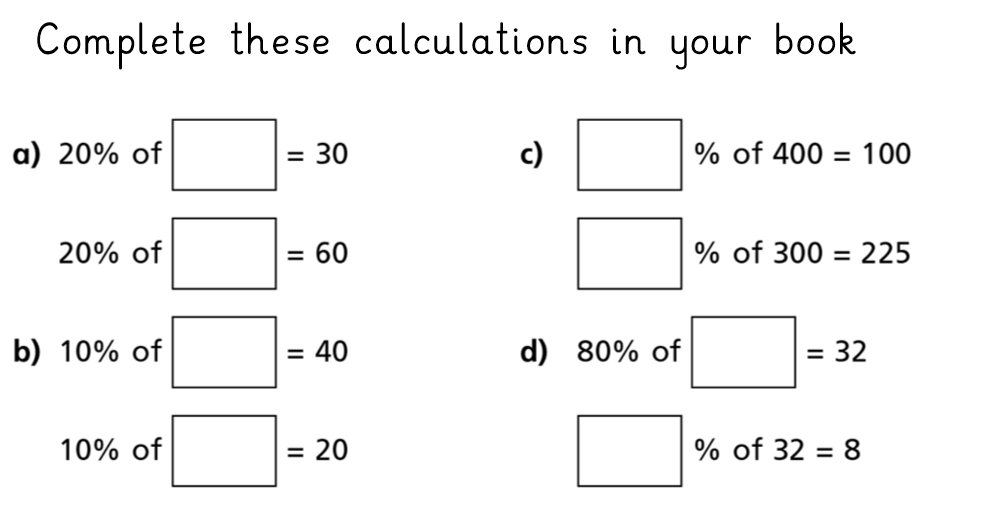 Complete these calculations in your book
a) 20% of = 30
20% of = 60
b) 10% of = 40
10% of = 20
c) % of 400 = 100
% of 300 = 225
d) 80% of = 32
% of 32 = 8